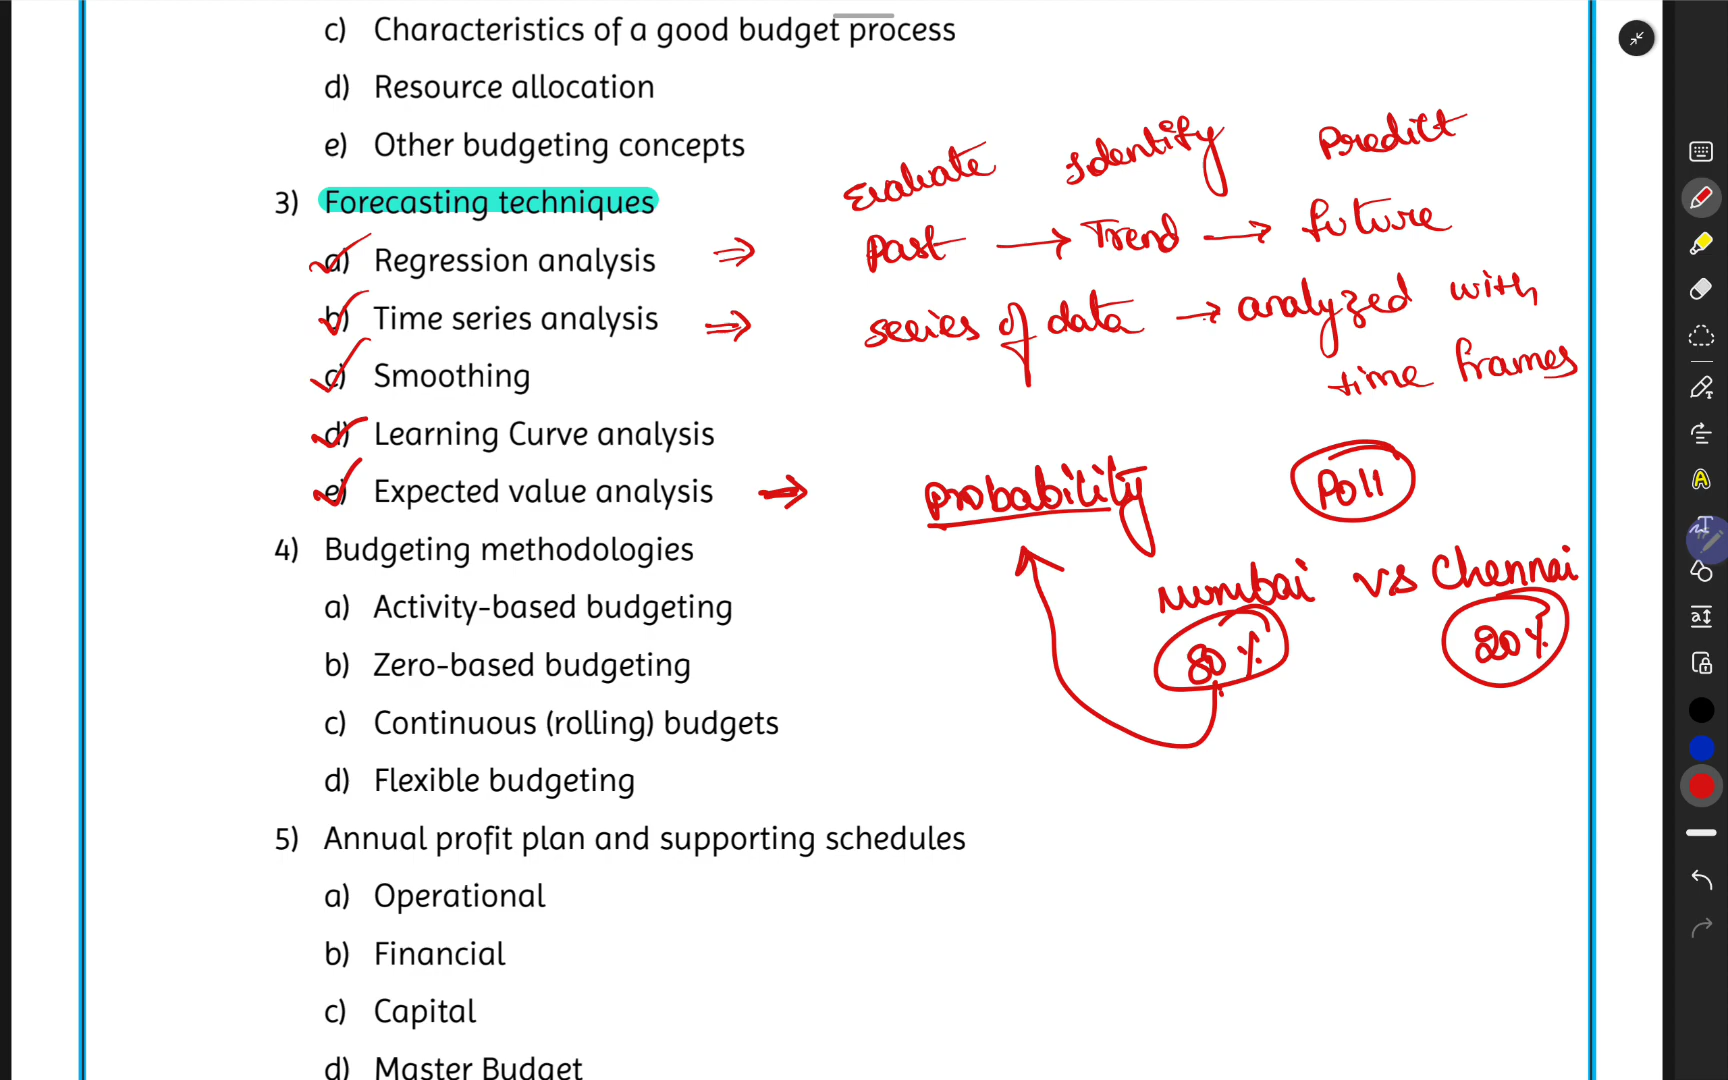 c) Characteristics of a good budget process
d) Resource allocation
e) Other budgeting concepts
Evaluate Identify Predict
3) Forecasting techniques
Past → Trend → future
a) Regression analysis ⇒
b) Time series analysis ⇒ series of data → analyzed with
time frames
c) Smoothing
d) Learning Curve analysis
e) Expected value analysis → probability Poll
4) Budgeting methodologies
Mumbai vs Chennai
a) Activity-based budgeting
80% 20%
b) Zero-based budgeting
c) Continuous (rolling) budgets
d) Flexible budgeting
5) Annual profit plan and supporting schedules
a) Operational
b) Financial
c) Capital
d) Master Budget